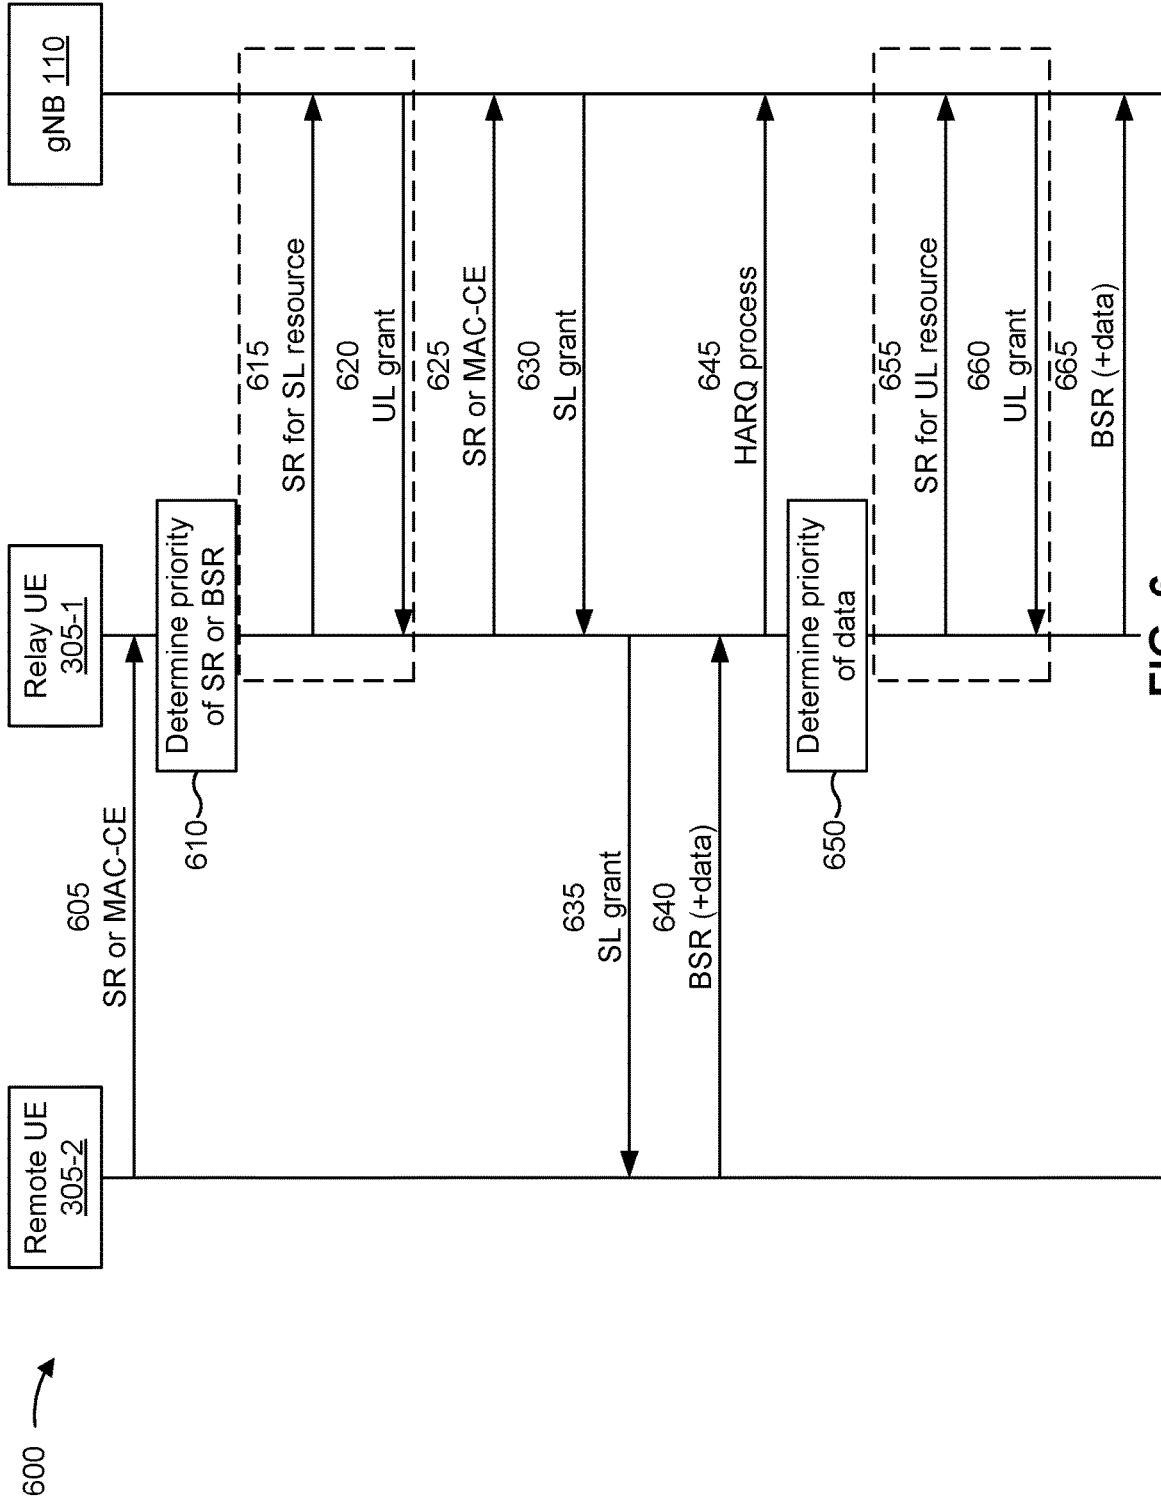 600
Remote UE
305-2
Relay UE
305-1
gNB 110
605
SR or MAC-CE
610
Determine priority
of SR or BSR
615
SR for SL resource
620
UL grant
625
SR or MAC-CE
630
SL grant
635
SL grant
640
BSR (+data)
645
HARQ process
650
Determine priority
of data
655
SR for UL resource
660
UL grant
665
BSR (+data)